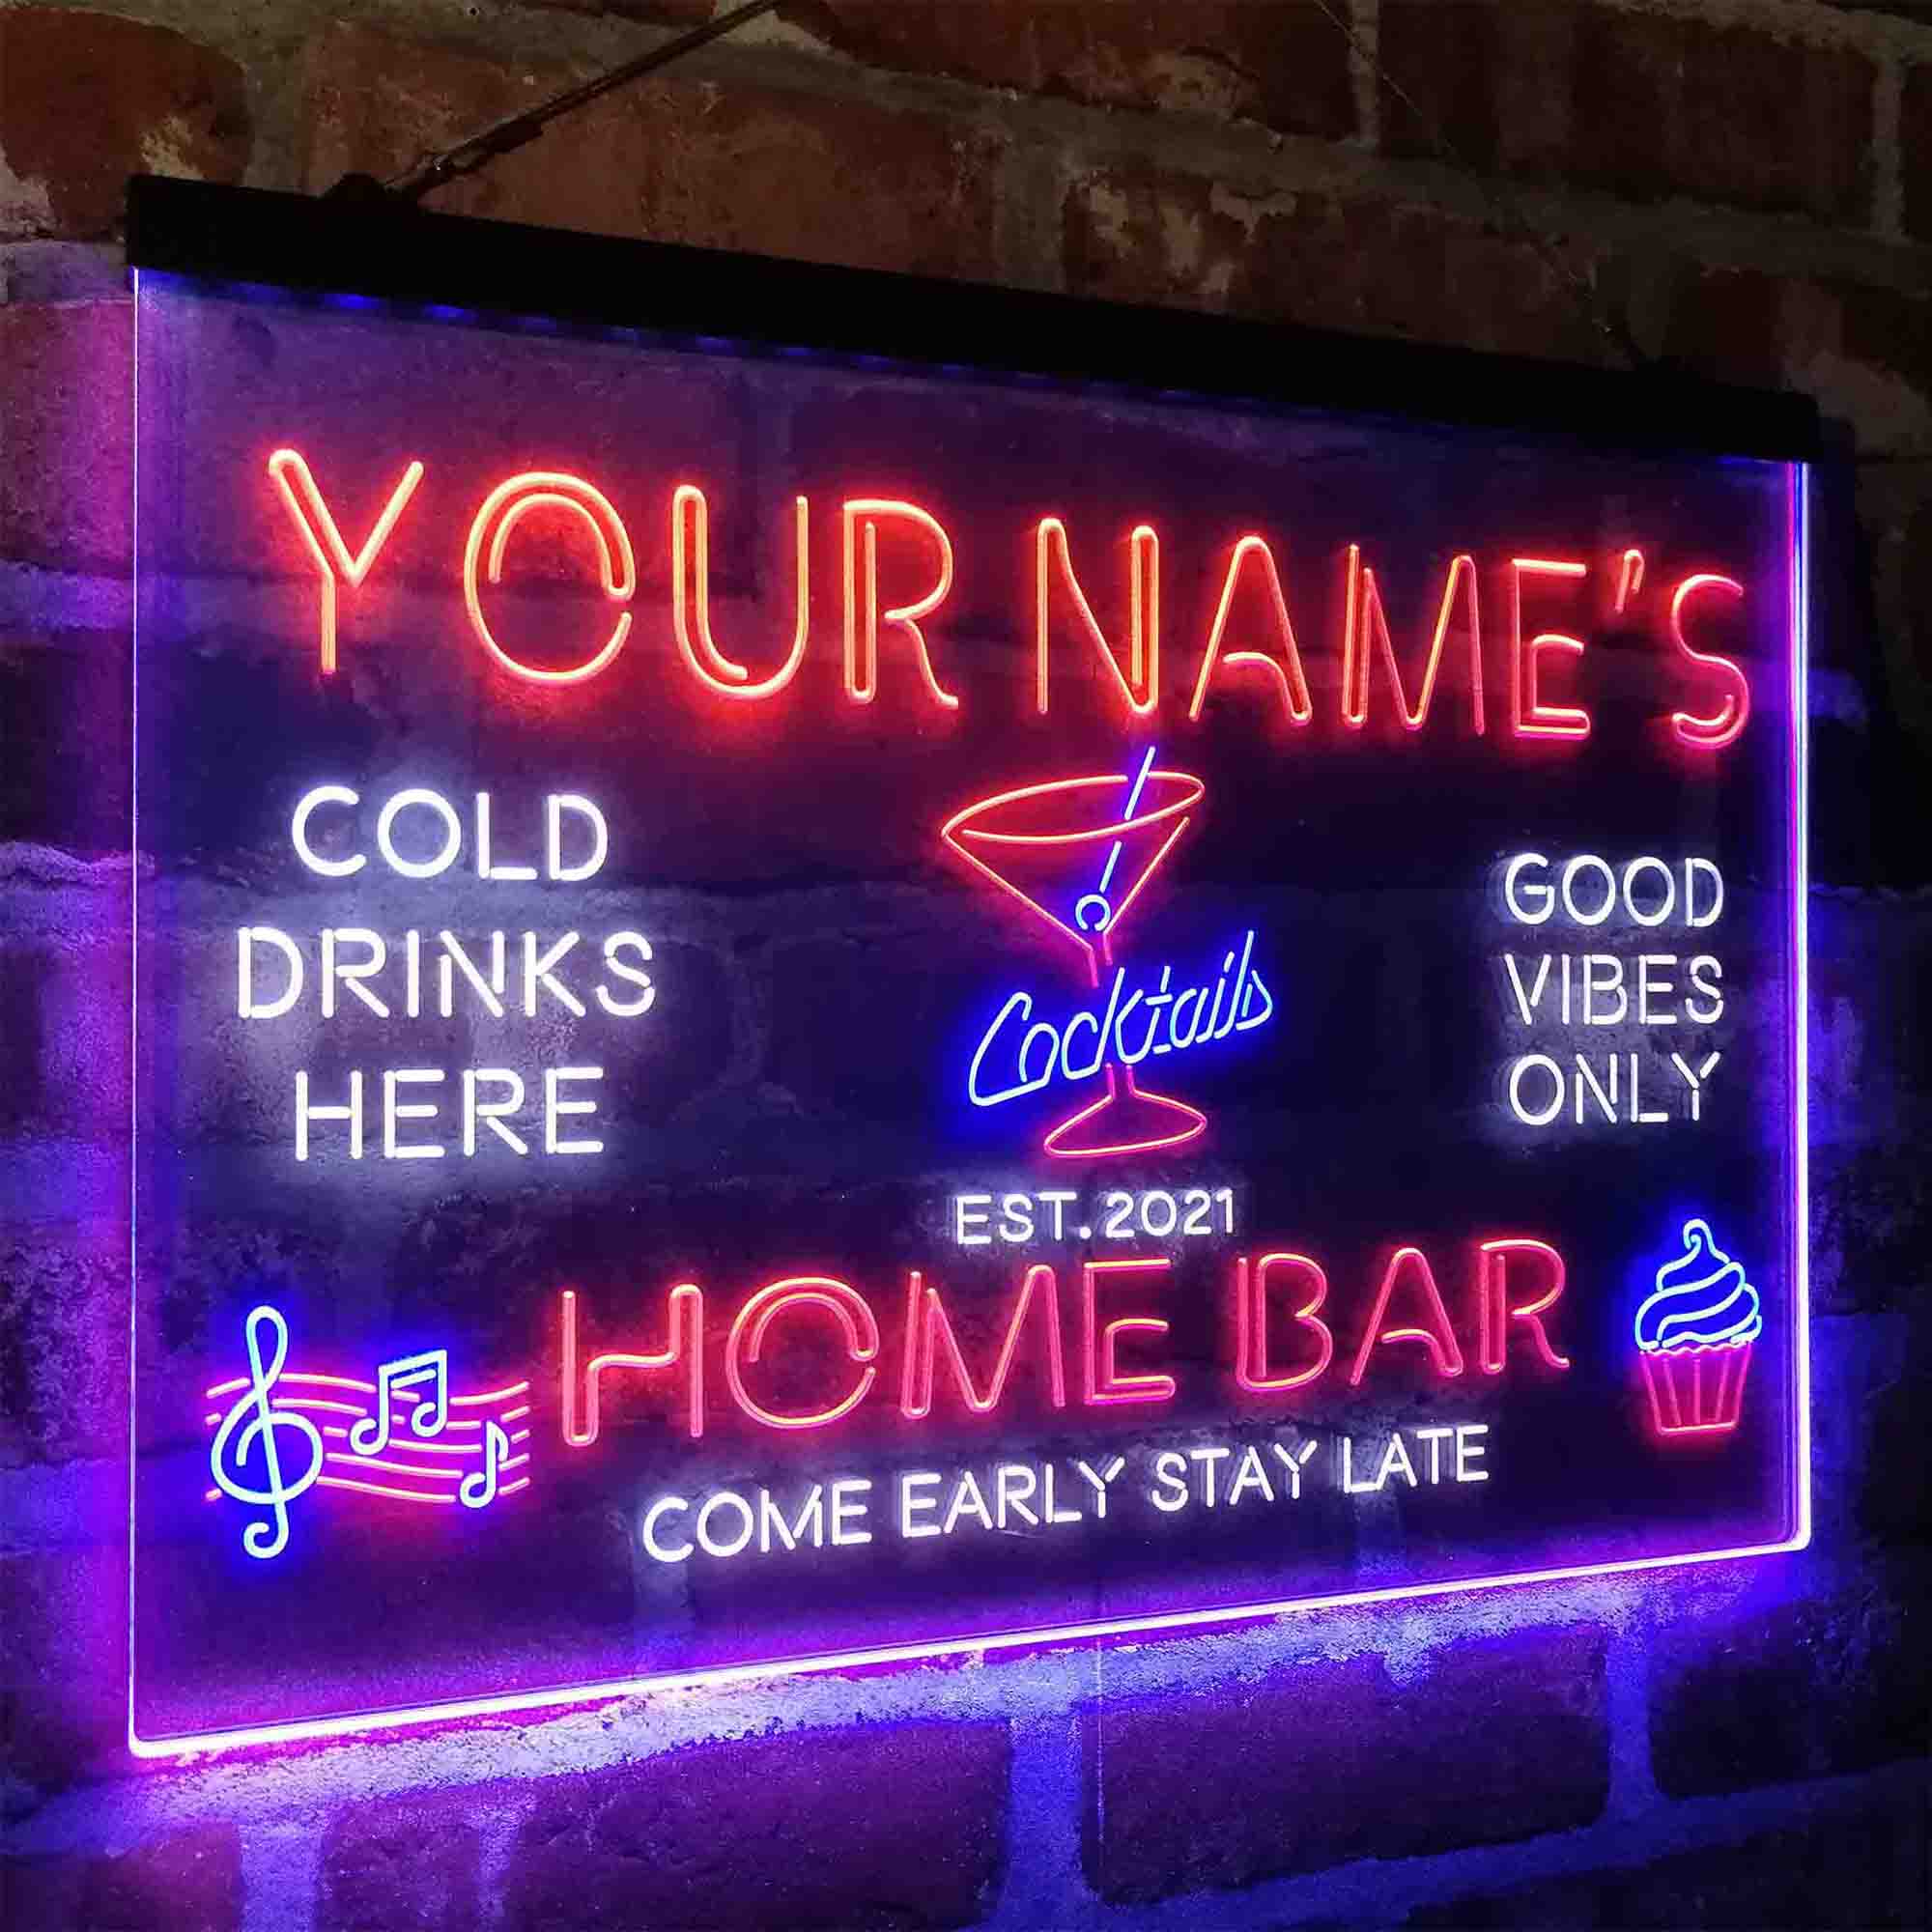 YOUR NAME'S
COLD
DRINKS
HERE
Cocktails
GOOD
VIBES
ONLY
EST.2021
HOME BAR
COME EARLY STAY LATE